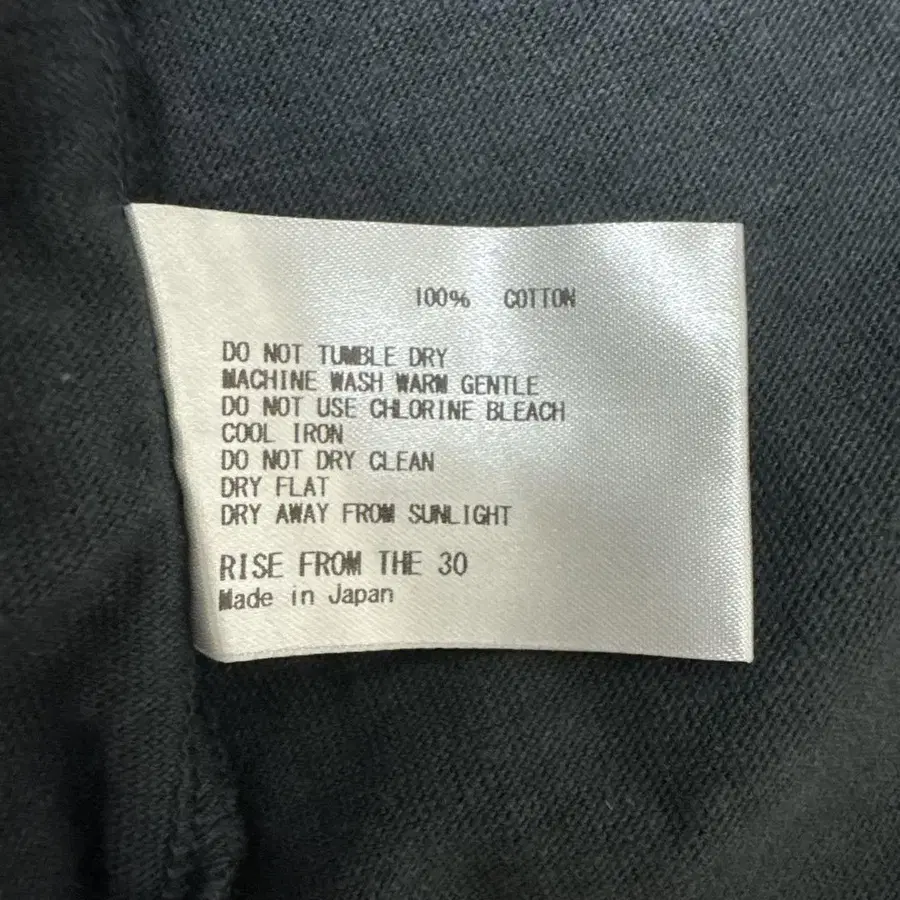 100% COTTON
DO NOT TUMBLE DRY
MACHINE WASH WARM GENTLE
DO NOT USE CHLORINE BLEACH
COOL IRON
DO NOT DRY CLEAN
DRY FLAT
DRY AWAY FROM SUNLIGHT
RISE FROM THE 30
Made in Japan